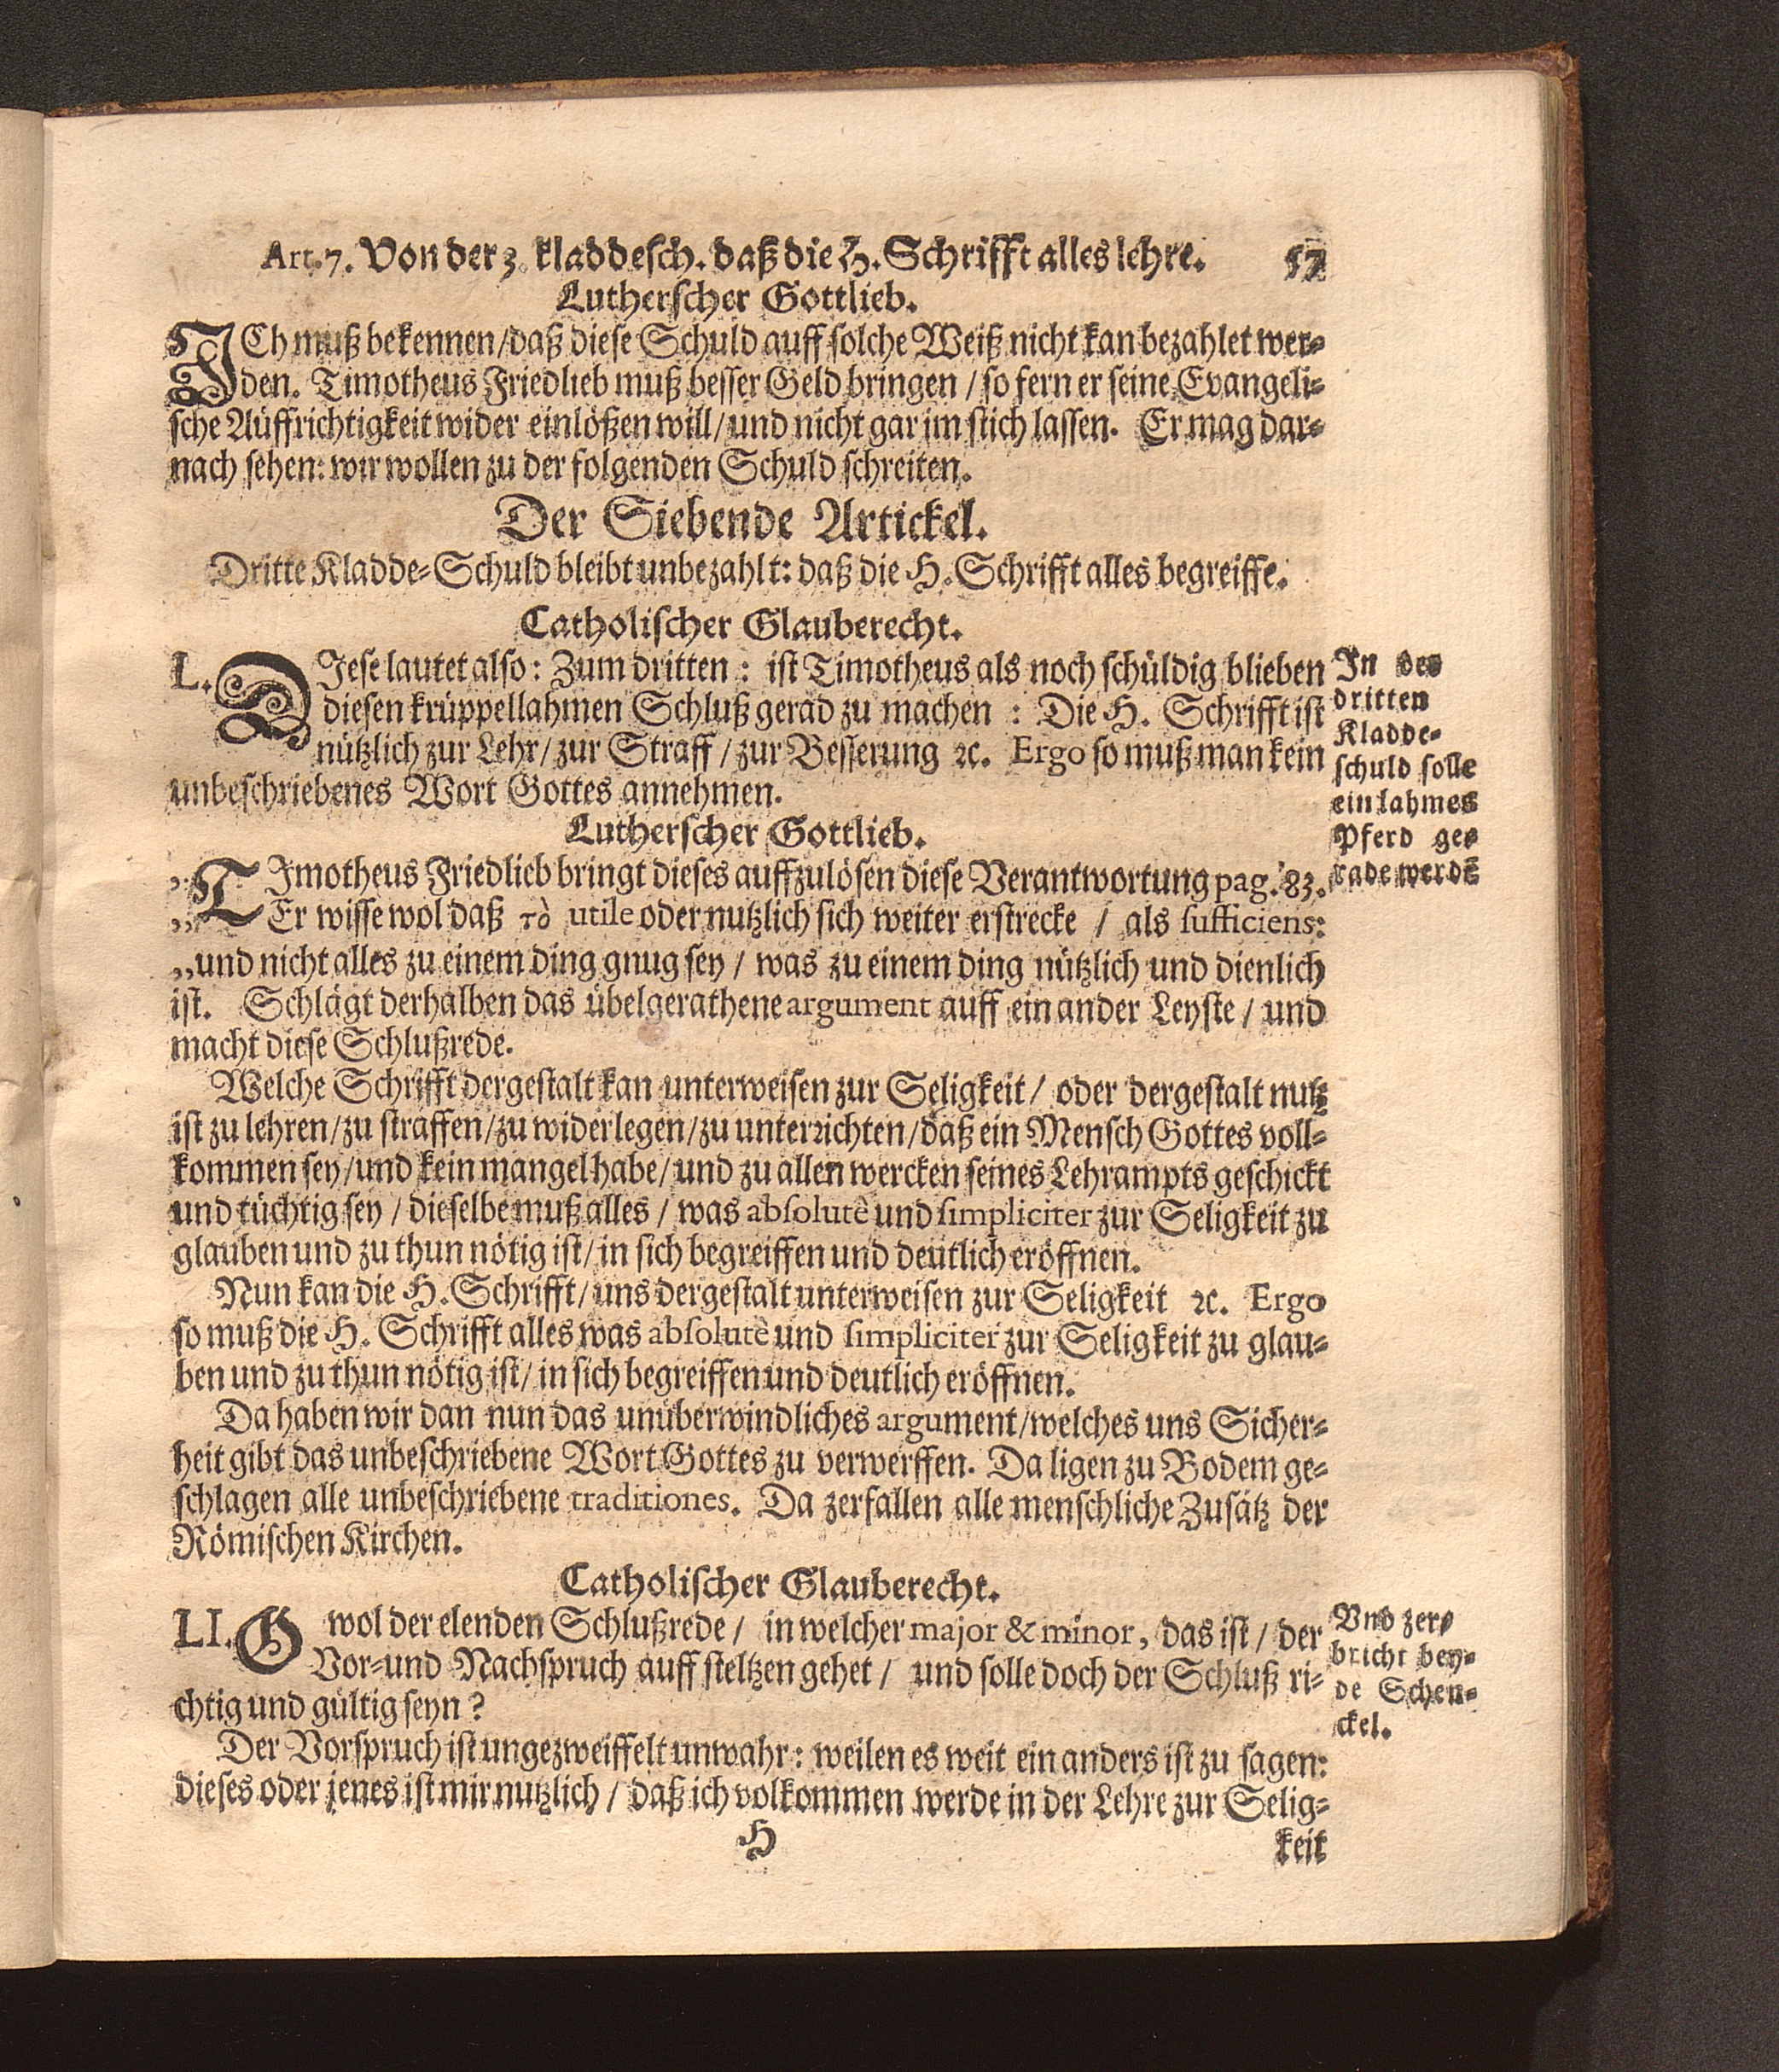 Art. 7. Von der 3. kladdesch. daß die H. Schrifft alles lehre. 57
Lutherscher Gottlieb.
ICh muß bekennen/daß diese Schuld auff solche Weiß nicht kan bezahlet wer-
den. Timotheus Friedlieb muß besser Geld bringen / so fern er seine Evangeli-
sche Auffrichtigkeit wider einlößen will/und nicht gar im stich lassen. Er mag dar-
nach sehen: wir wollen zu der folgenden Schuld schreiten.
Der Siebende Artickel.
Dritte Kladde-Schuld bleibt unbezahlt: daß die H. Schrifft alles begreiffe.
Catholischer Glauberecht.
L. DIese lautet also: Zum dritten: ist Timotheus als noch schüldig blieben
diesen krüppellahmen Schluß gerad zu machen: Die H. Schrifft ist
nützlich zur Lehr/zur Straff/zur Besserung ꝛc. Ergo so muß man kein
unbeschriebenes Wort Gottes annehmen.
In der
dritten
Kladde-
schuld solle
ein lahmes
Pferd ge-
rade werdē
Lutherscher Gottlieb.
„TImotheus Friedlieb bringt dieses auffzulösen diese Verantwortung pag. 83.
„Er wisse wol daß τὸ utile oder nutzlich sich weiter erstrecke / als sufficiens:
„und nicht alles zu einem ding gnug sey / was zu einem ding nützlich und dienlich
ist. Schlägt derhalben das übelgerathene argument auff ein ander Leyste / und
macht diese Schlußrede.
Welche Schrifft dergestalt kan unterweisen zur Seligkeit / oder dergestalt nutz
ist zu lehren/zu straffen/zu widerlegen/zu unterrichten/daß ein Mensch Gottes voll-
kommen sey/und kein mangel habe/und zu allen wercken seines Lehrampts geschickt
und tüchtig sey / dieselbe muß alles / was absolutè und simpliciter zur Seligkeit zu
glauben und zu thun nötig ist/in sich begreiffen und deutlich eröffnen.
Nun kan die H. Schrifft/uns dergestalt unterweisen zur Seligkeit ꝛc. Ergo
so muß die H. Schrifft alles was absolutè und simpliciter zur Seligkeit zu glau-
ben und zu thun nötig ist/in sich begreiffen und deutlich eröffnen.
Da haben wir dan nun das unüberwindliches argument/welches uns Sicher-
heit gibt das unbeschriebene Wort Gottes zu verwerffen. Da ligen zu Bodem ge-
schlagen alle unbeschriebene traditiones. Da zerfallen alle menschliche Zusätz der
Römischen Kirchen.
Catholischer Glauberecht.
LI. O wol der elenden Schlußrede / in welcher major & minor, das ist / der
Vor- und Nachspruch auff steltzen gehet / und solle doch der Schluß ri-
chtig und gültig seyn?
Vnd zer-
bricht bey-
de Schen-
ckel.
Der Vorspruch ist ungezweiffelt unwahr: weilen es weit ein anders ist zu sagen:
dieses oder jenes ist mir nutzlich / daß ich volkommen werde in der Lehre zur Selig-
H keit